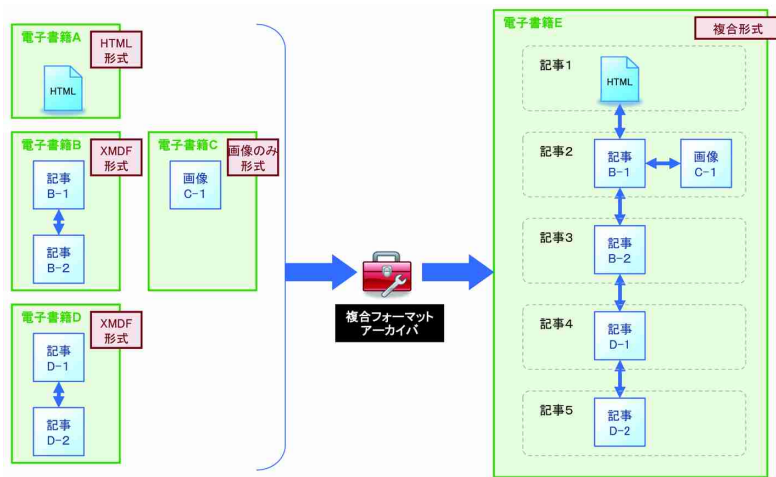 電子書籍A
HTML
形式
HTML
電子書籍B
XMDF
形式
記事
B-1
記事
B-2
電子書籍C
画像のみ
形式
画像
C-1
電子書籍D
XMDF
形式
記事
D-1
記事
D-2
複合フォーマット
アーカイバ
電子書籍E
複合形式
記事1
HTML
記事2
記事
B-1
画像
C-1
記事3
記事
B-2
記事4
記事
D-1
記事5
記事
D-2